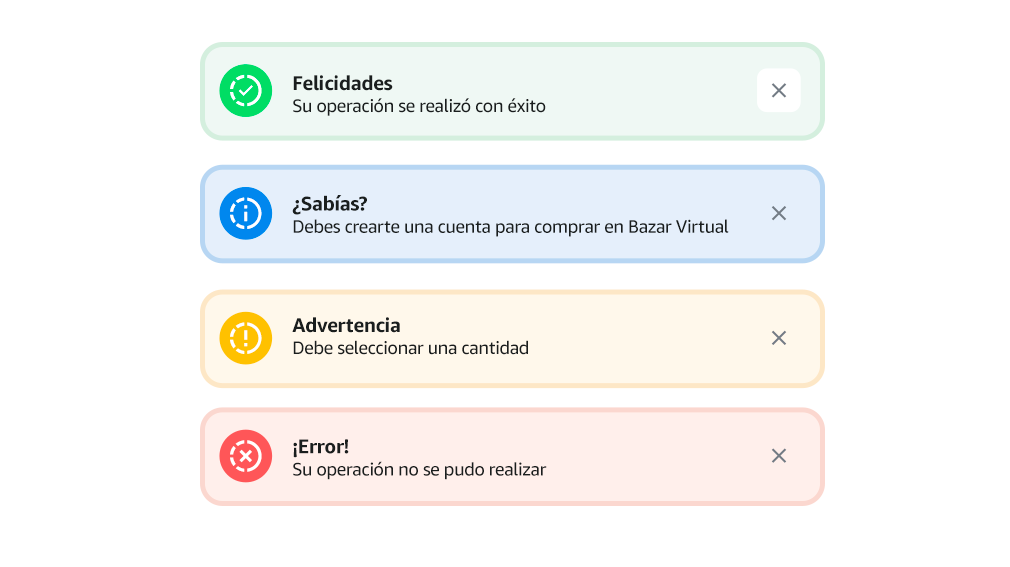 Felicidades
Su operación se realizó con éxito
¿Sabías?
Debes crearte una cuenta para comprar en Bazar Virtual
Advertencia
Debe seleccionar una cantidad
¡Error!
Su operación no se pudo realizar